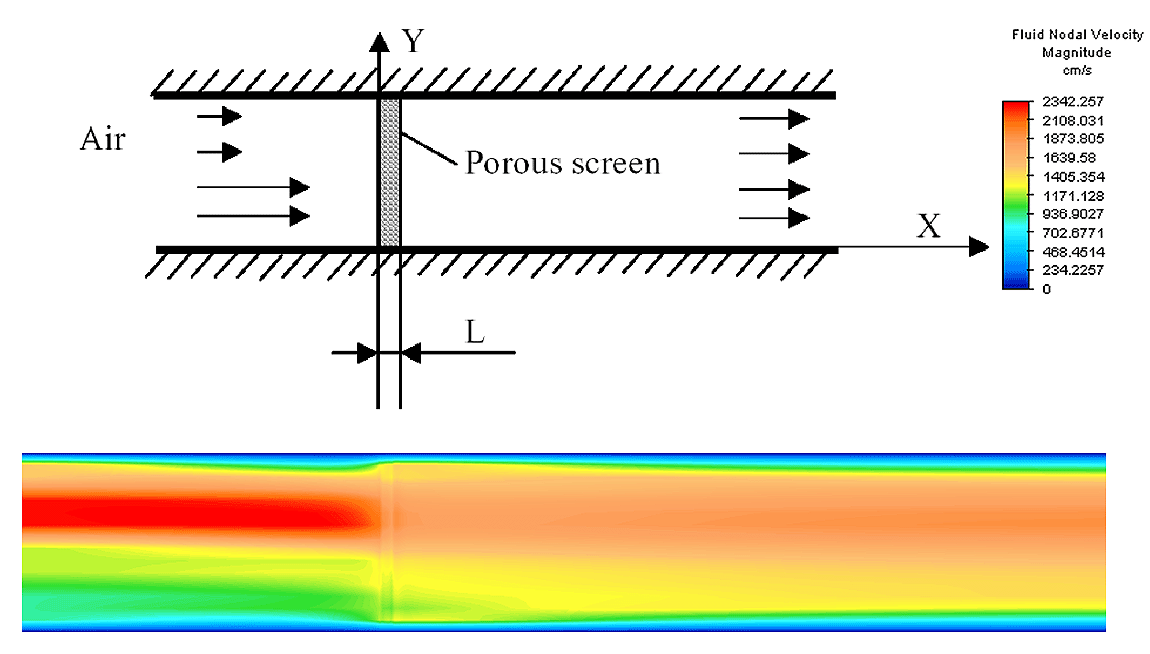 Y
Air
Porous screen
X
L
Fluid Nodal Velocity
Magnitude
cm/s
2342.257
2108.031
1873.805
1639.58
1405.354
1171.128
936.9027
702.6771
468.4514
234.2257
0